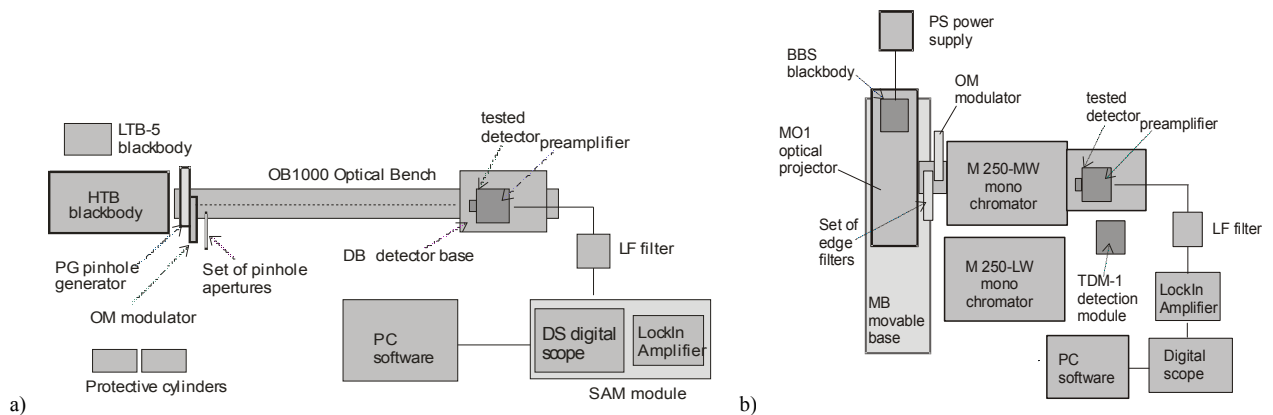 LTB-5
blackbody
HTB
blackbody
OB1000 Optical Bench
tested
detector
preamplifier
PG pinhole
generator
Set of pinhole
apertures
OM modulator
DB detector base
LF filter
PC
software
DS digital
scope
LockIn
Amplifier
SAM module
Protective cylinders
a)
PS power
supply
BBS
blackbody
OM
modulator
MO1
optical
projector
tested
detector
preamplifier
M 250-MW
mono
chromator
Set of
edge
filters
LF filter
M 250-LW
mono
chromator
TDM-1
detection
module
LockIn
Amplifier
MB
movable
base
PC
software
Digital
scope
b)